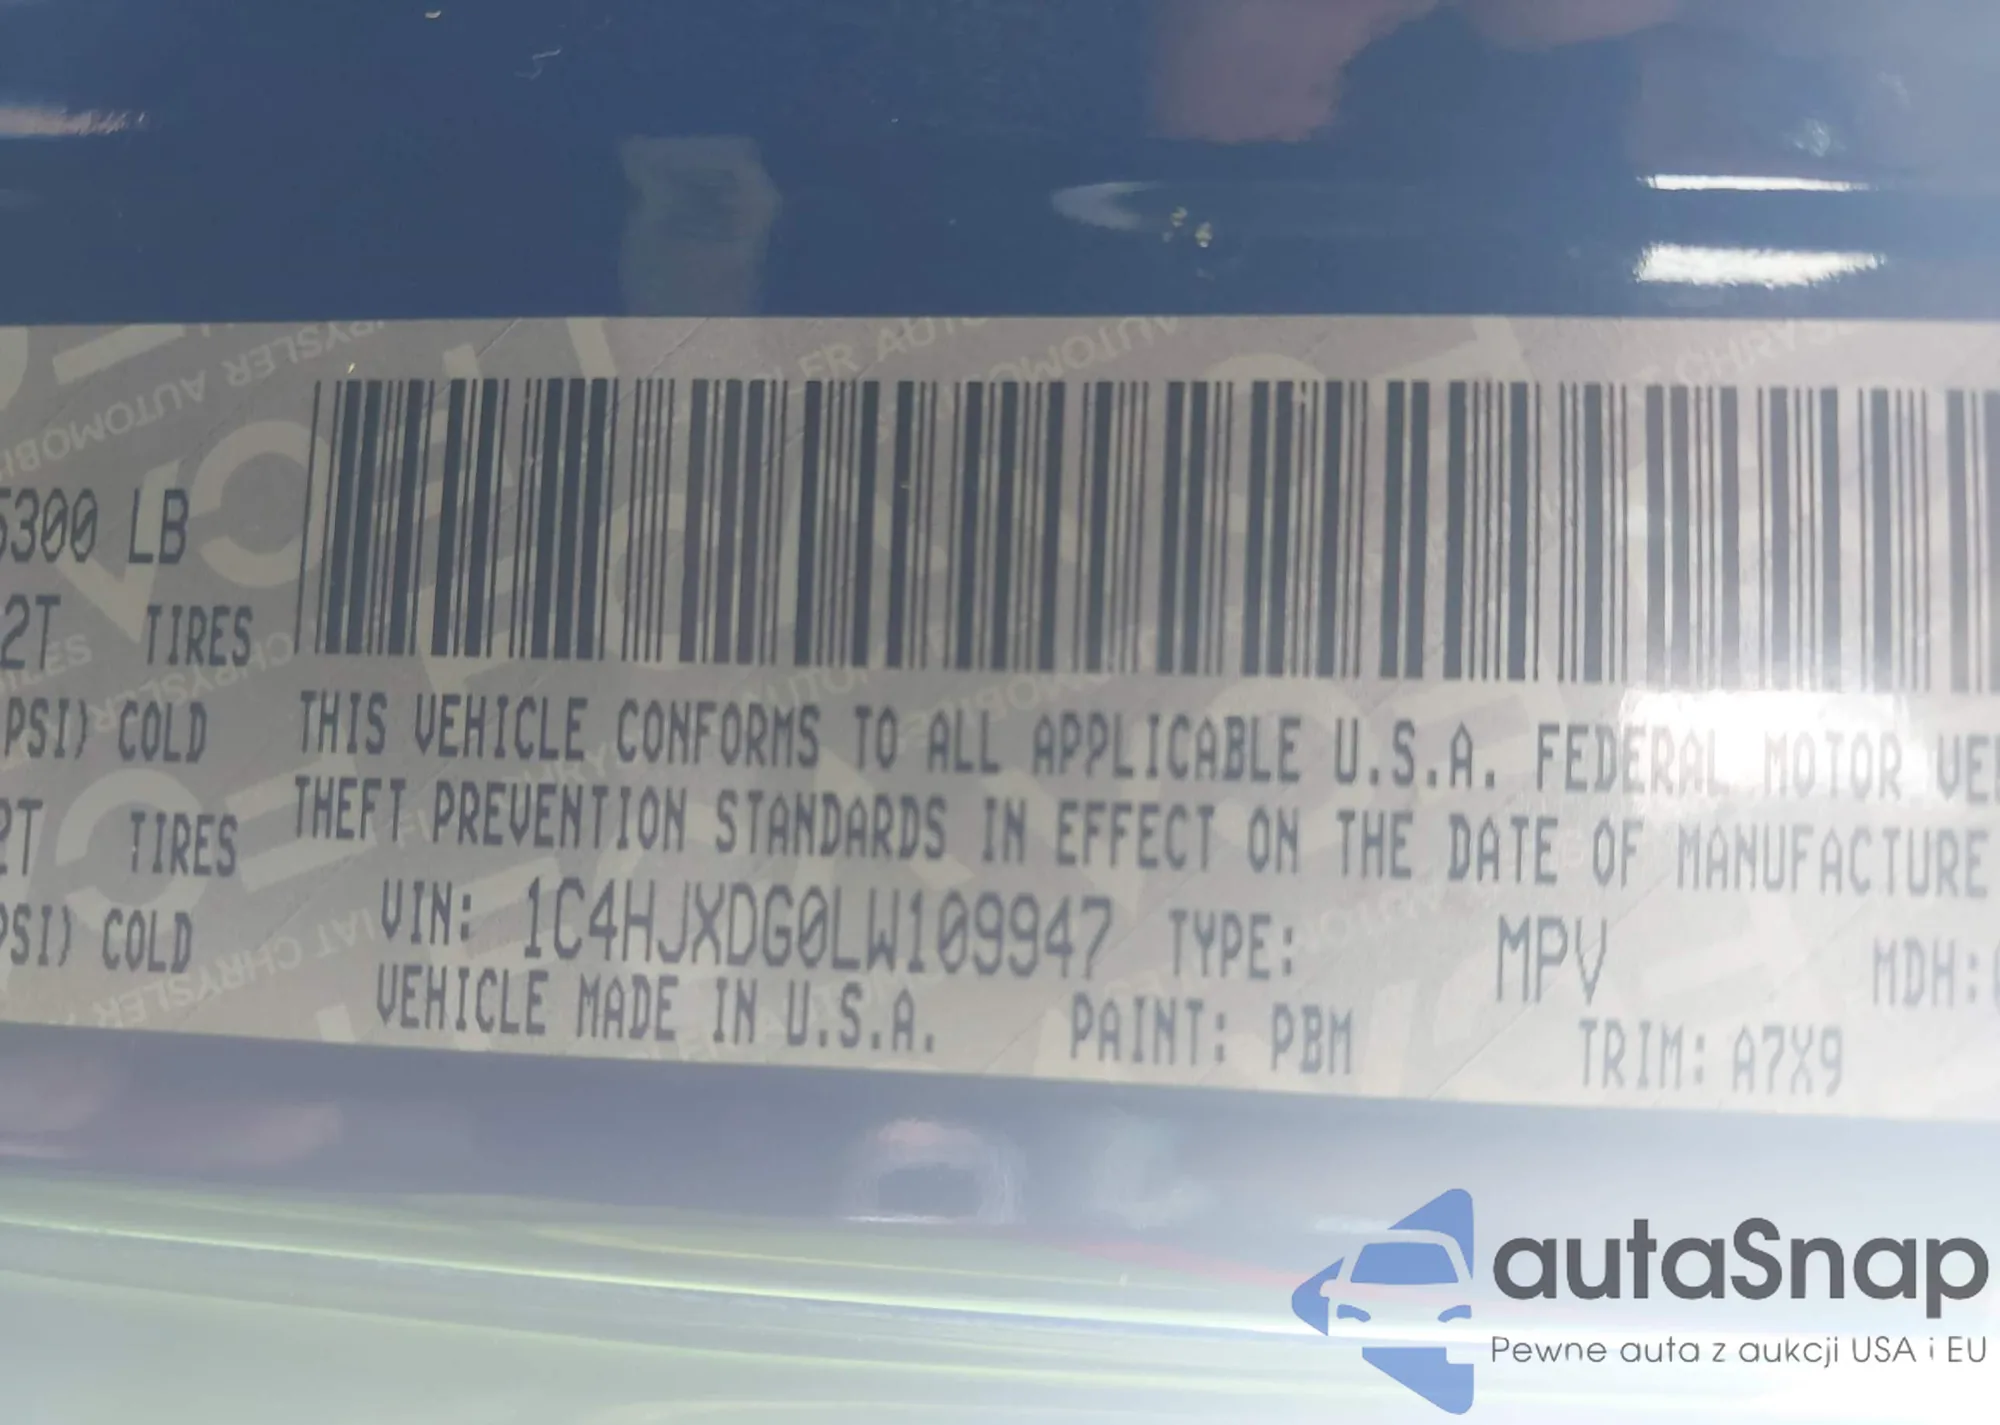 5300 LB
2T TIRES
PSI) COLD
2T TIRES
PSI) COLD
THIS VEHICLE CONFORMS TO ALL APPLICABLE U.S.A. FEDERAL MOTOR VEH
THEFT PREVENTION STANDARDS IN EFFECT ON THE DATE OF MANUFACTURE
VIN: 1C4HJXDG0LW109947 TYPE: MPV MDH:
VEHICLE MADE IN U.S.A. PAINT: PBM TRIM: A7X9
autaSnap
Pewne auta z aukcji USA i EU